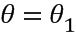 θ = θ₁